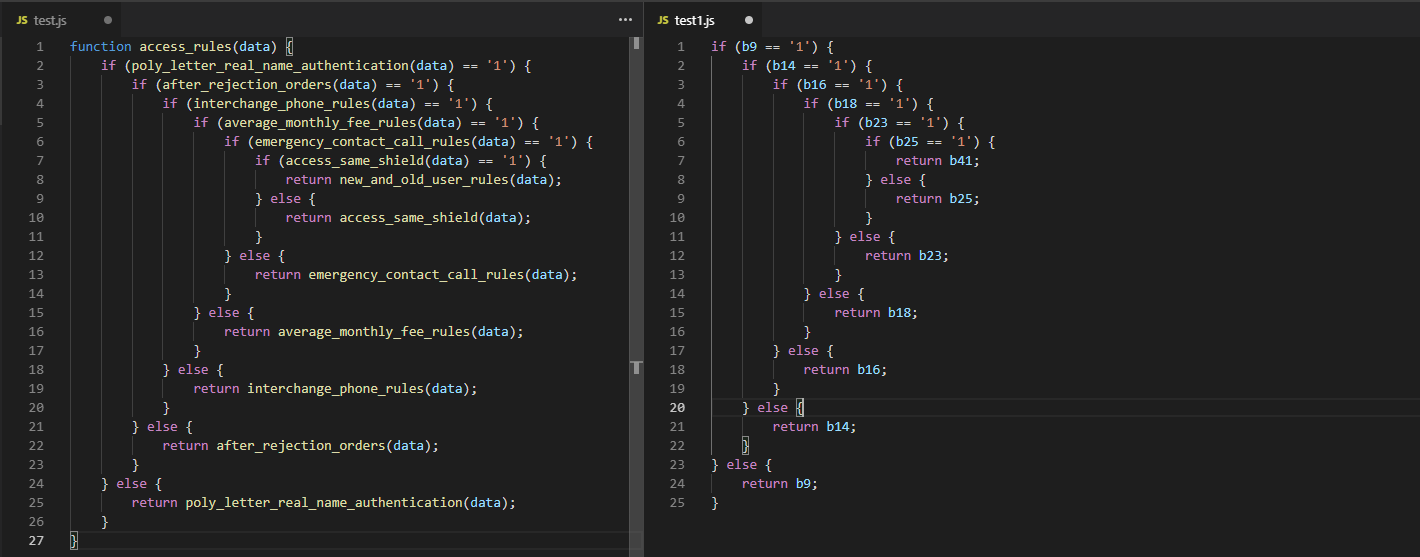 JS test.js ● ···
1 function access_rules(data) {
2     if (poly_letter_real_name_authentication(data) == '1') {
3         if (after_rejection_orders(data) == '1') {
4             if (interchange_phone_rules(data) == '1') {
5                 if (average_monthly_fee_rules(data) == '1') {
6                     if (emergency_contact_call_rules(data) == '1') {
7                         if (access_same_shield(data) == '1') {
8                             return new_and_old_user_rules(data);
9                         } else {
10                             return access_same_shield(data);
11                         }
12                     } else {
13                         return emergency_contact_call_rules(data);
14                     }
15                 } else {
16                     return average_monthly_fee_rules(data);
17                 }
18             } else {
19                 return interchange_phone_rules(data);
20             }
21         } else {
22             return after_rejection_orders(data);
23         }
24     } else {
25         return poly_letter_real_name_authentication(data);
26     }
27 }
JS test1.js ●
1 if (b9 == '1') {
2     if (b14 == '1') {
3         if (b16 == '1') {
4             if (b18 == '1') {
5                 if (b23 == '1') {
6                     if (b25 == '1') {
7                         return b41;
8                     } else {
9                         return b25;
10                     }
11                 } else {
12                     return b23;
13                 }
14             } else {
15                 return b18;
16             }
17         } else {
18             return b16;
19         }
20     } else {
21         return b14;
22     }
23 } else {
24     return b9;
25 }